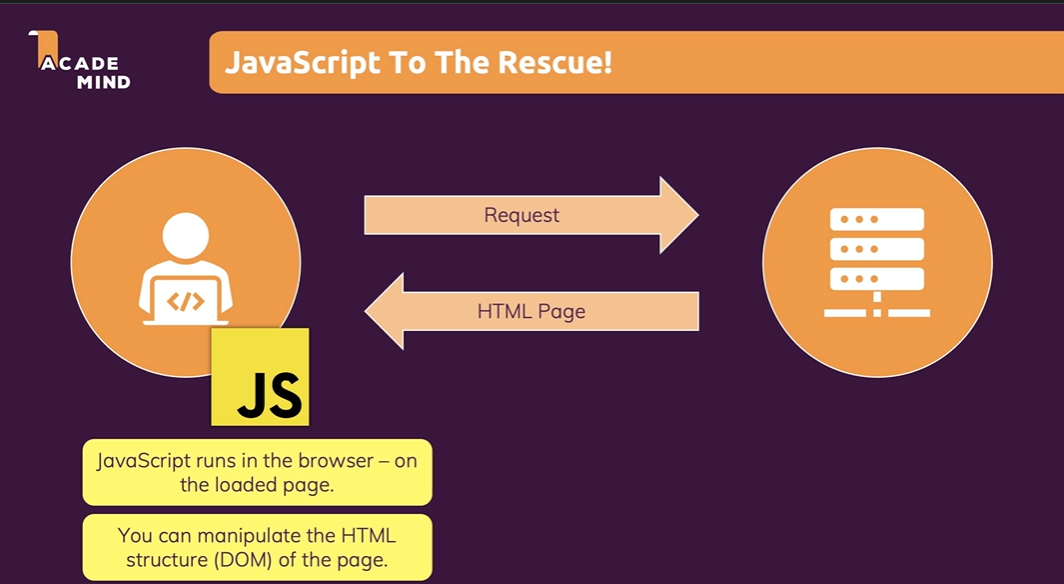 ACADE
MIND
JavaScript To The Rescue!
Request
HTML Page
</>
JS
JavaScript runs in the browser – on
the loaded page.
You can manipulate the HTML
structure (DOM) of the page.